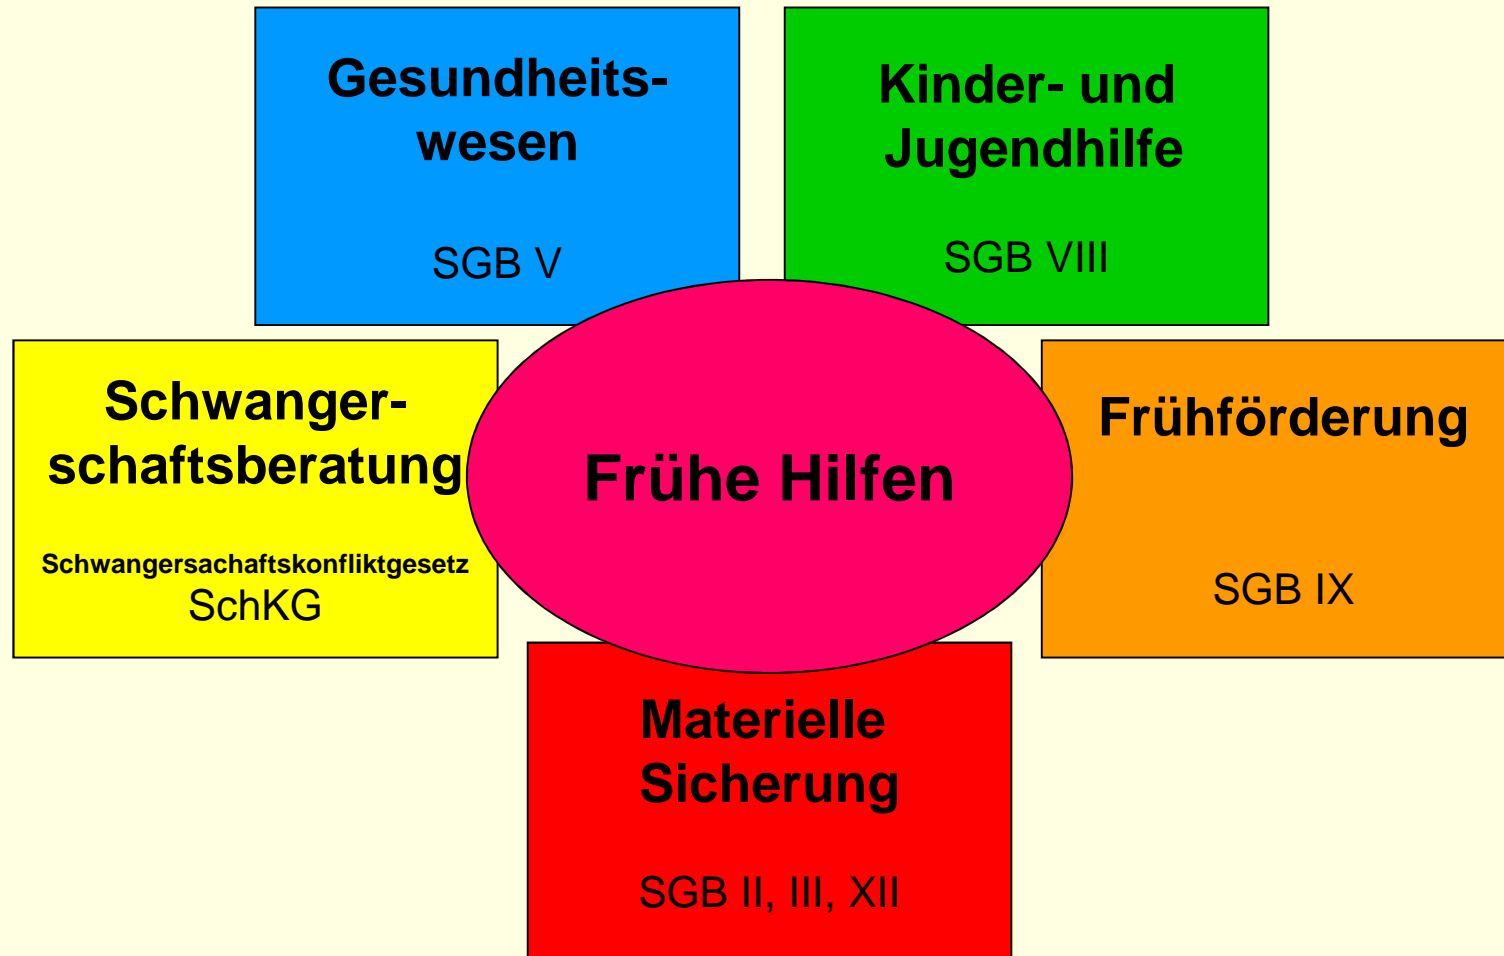 Gesundheits-
wesen
SGB V
Kinder- und
Jugendhilfe
SGB VIII
Schwanger-
schaftsberatung
Schwangersachaftskonfliktgesetz
SchKG
Frühe Hilfen
Frühförderung
SGB IX
Materielle
Sicherung
SGB II, III, XII